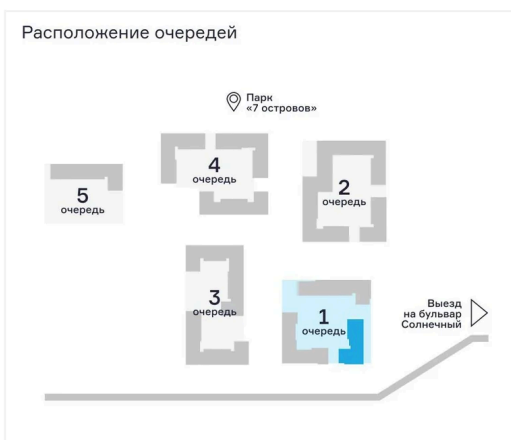 Расположение очередей
Парк
«7 островов»
4
очередь
5
очередь
2
очередь
3
очередь
1
очередь
Выезд
на бульвар
Солнечный